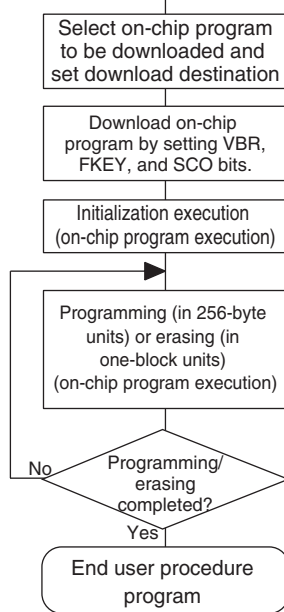 Select on-chip program
to be downloaded and
set download destination
Download on-chip
program by setting VBR,
FKEY, and SCO bits.
Initialization execution
(on-chip program execution)
Programming (in 256-byte
units) or erasing (in
one-block units)
(on-chip program execution)
No
Programming/
erasing
completed?
Yes
End user procedure
program